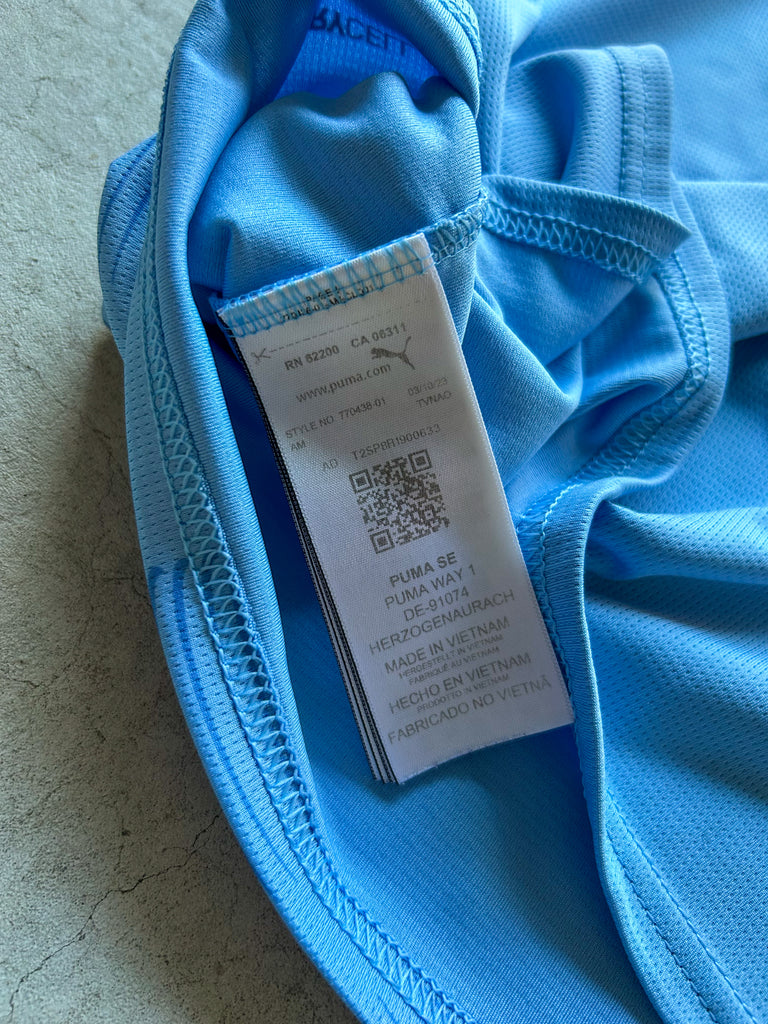 RYCELL
RN 62200 CA 06311
www.puma.com
STYLE NO 770438-01 03/10/23
AM TVNAO
AD T2SPBR1900633
PUMA SE
PUMA WAY 1
DE-91074
HERZOGENAURACH
MADE IN VIETNAM
HERGESTELLT IN VIETNAM
FABRIQUÉ AU VIETNAM
HECHO EN VIETNAM
PRODOTTO IN VIETNAM
FABRICADO NO VIETNÃ